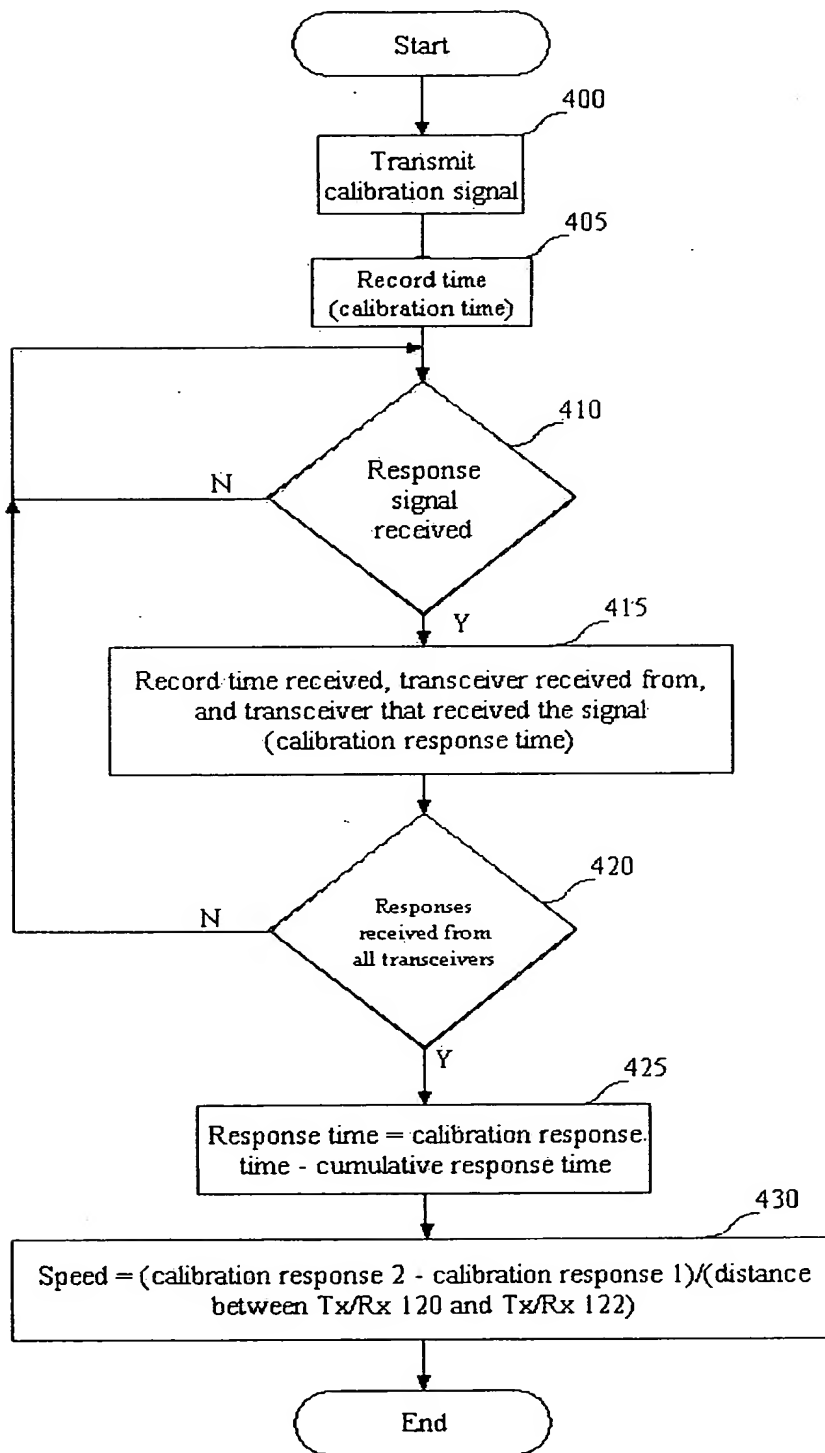 Start
400
Transmit
calibration signal
405
Record time
(calibration time)
410
Response
signal
received
N
Y
415
Record time received, transceiver received from,
and transceiver that received the signal
(calibration response time)
420
Responses
received from
all transceivers
N
Y
425
Response time = calibration response
time - cumulative response time
430
Speed = (calibration response 2 - calibration response 1)/(distance
between Tx/Rx 120 and Tx/Rx 122)
End